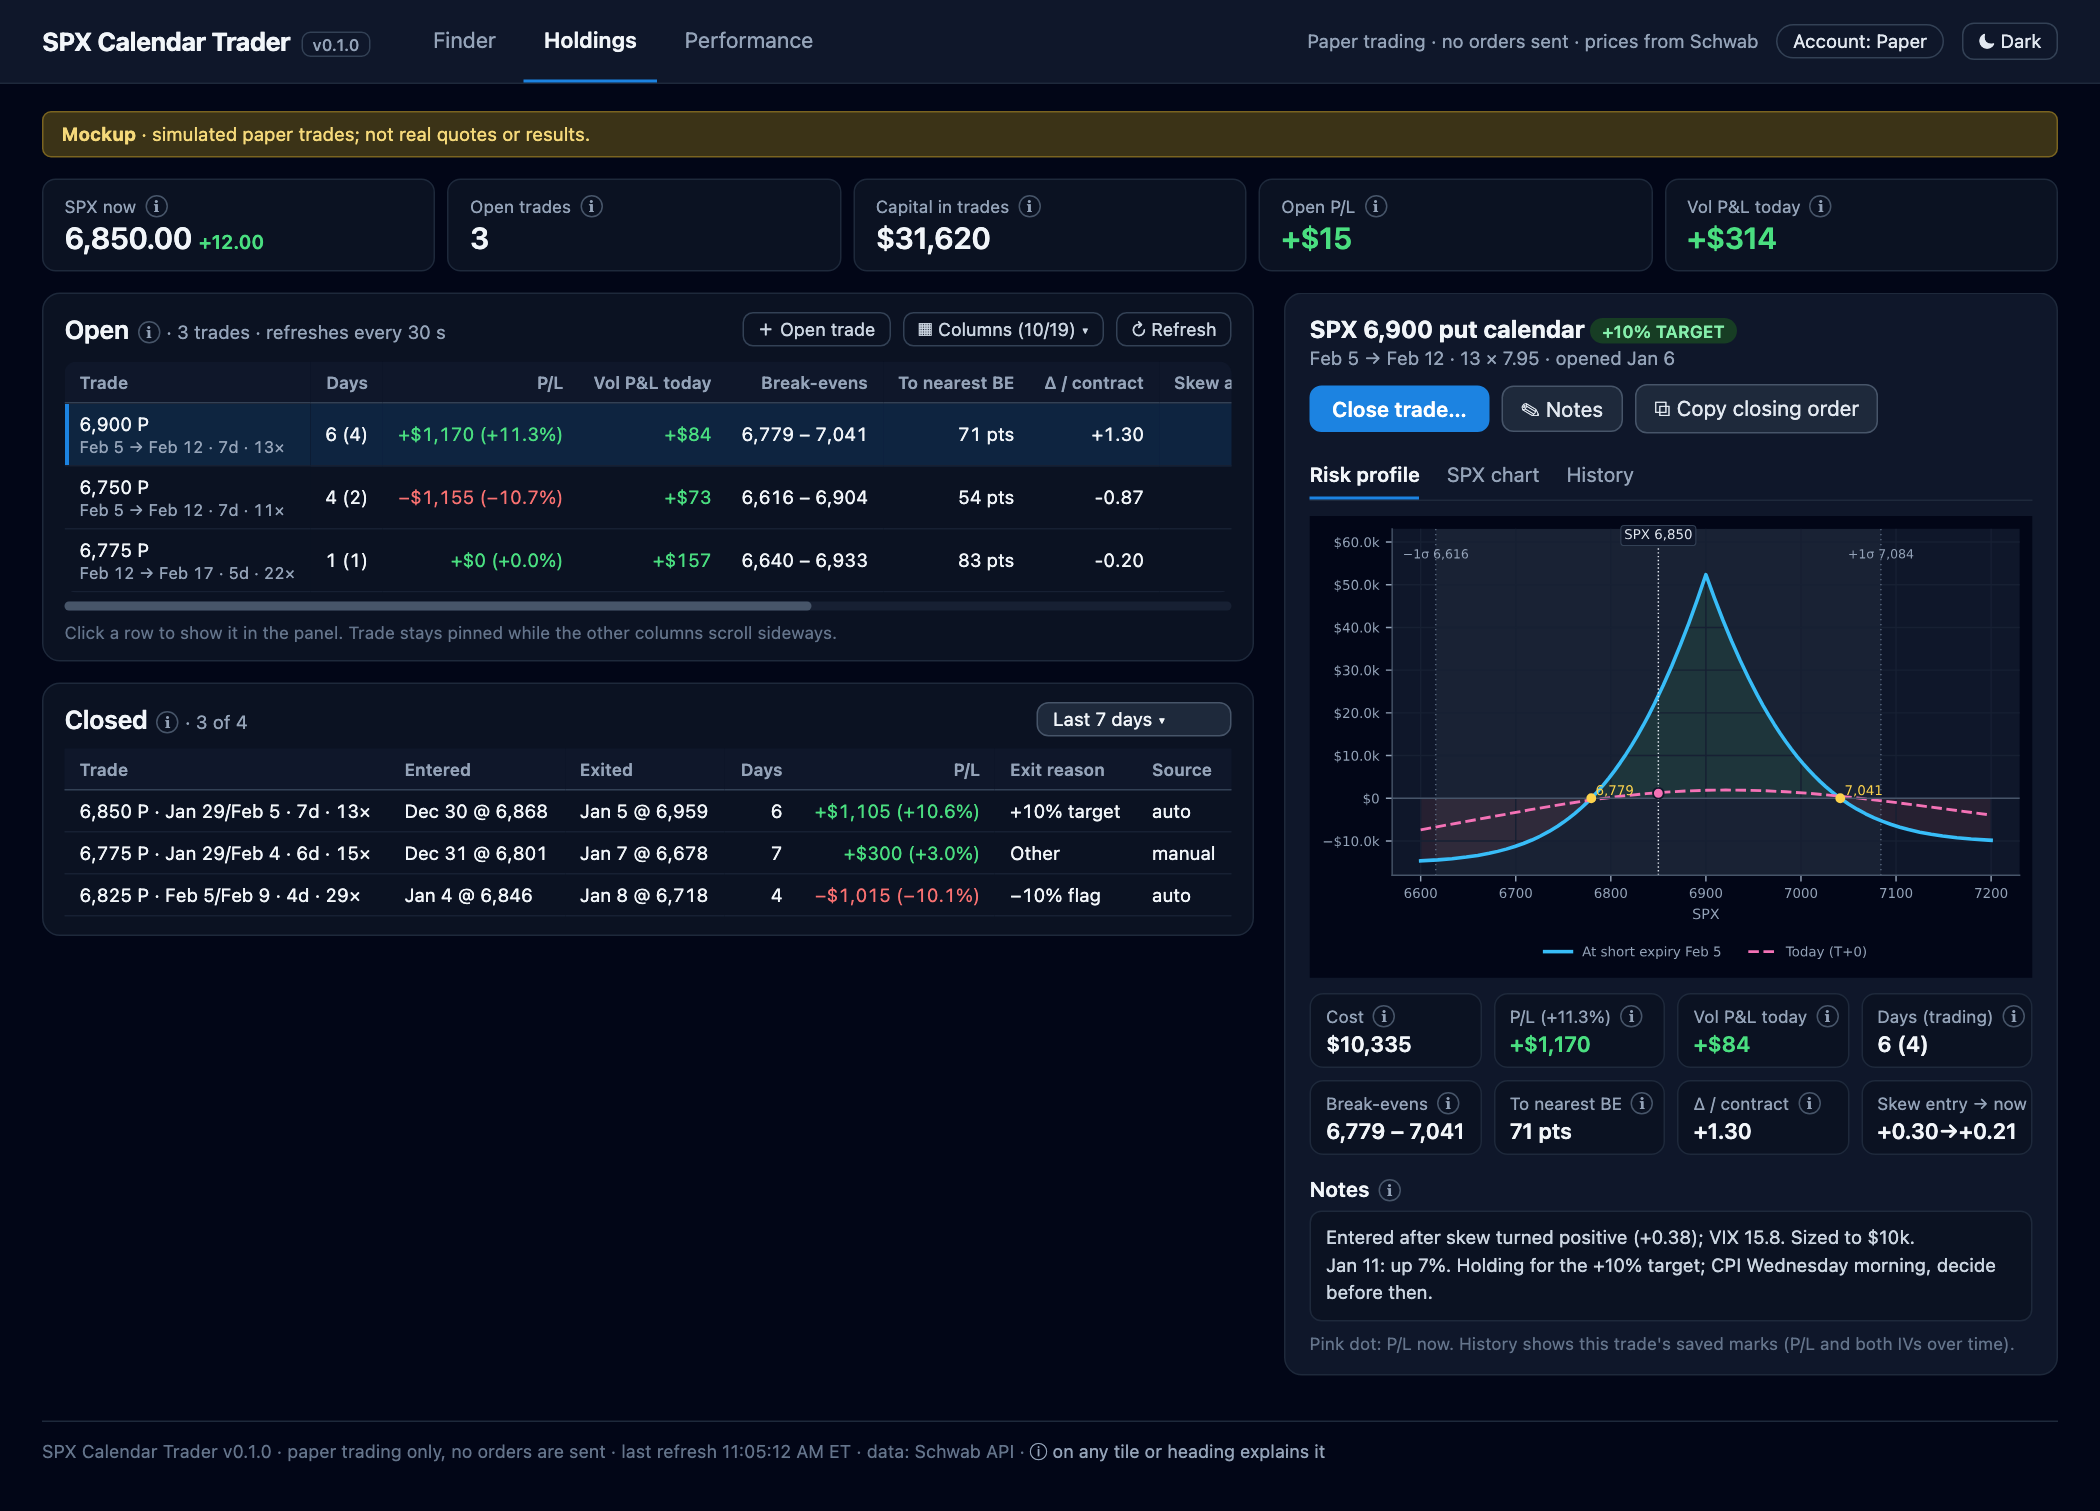 SPX Calendar Trader v0.1.0 Finder Holdings Performance Paper trading · no orders sent · prices from Schwab Account: Paper Dark
Mockup · simulated paper trades; not real quotes or results.
SPX now
6,850.00 +12.00
Open trades
3
Capital in trades
$31,620
Open P/L
+$15
Vol P&L today
+$314
Open · 3 trades · refreshes every 30 s
+ Open trade
▦ Columns (10/19) ▾
↻ Refresh
Trade Days P/L Vol P&L today Break-evens To nearest BE Δ / contract Skew
6,900 P
Feb 5 → Feb 12 · 7d · 13×
6 (4) +$1,170 (+11.3%) +$84 6,779 – 7,041 71 pts +1.30
6,750 P
Feb 5 → Feb 12 · 7d · 11×
4 (2) −$1,155 (−10.7%) +$73 6,616 – 6,904 54 pts -0.87
6,775 P
Feb 12 → Feb 17 · 5d · 22×
1 (1) +$0 (+0.0%) +$157 6,640 – 6,933 83 pts -0.20
Click a row to show it in the panel. Trade stays pinned while the other columns scroll sideways.
Closed · 3 of 4
Last 7 days ▾
Trade Entered Exited Days P/L Exit reason Source
6,850 P · Jan 29/Feb 5 · 7d · 13× Dec 30 @ 6,868 Jan 5 @ 6,959 6 +$1,105 (+10.6%) +10% target auto
6,775 P · Jan 29/Feb 4 · 6d · 15× Dec 31 @ 6,801 Jan 7 @ 6,678 7 +$300 (+3.0%) Other manual
6,825 P · Feb 5/Feb 9 · 4d · 29× Jan 4 @ 6,846 Jan 8 @ 6,718 4 −$1,015 (−10.1%) −10% flag auto
SPX 6,900 put calendar +10% TARGET
Feb 5 → Feb 12 · 13 × 7.95 · opened Jan 6
Close trade...
✎ Notes
⧉ Copy closing order
Risk profile SPX chart History
SPX 6,850
−1σ 6,616
+1σ 7,084
$60.0k
$50.0k
$40.0k
$30.0k
$20.0k
$10.0k
$0
−$10.0k
6,779
7,041
6600 6700 6800 6900 7000 7100 7200
SPX
At short expiry Feb 5 Today (T+0)
Cost
$10,335
P/L (+11.3%)
+$1,170
Vol P&L today
+$84
Days (trading)
6 (4)
Break-evens
6,779 – 7,041
To nearest BE
71 pts
Δ / contract
+1.30
Skew entry → now
+0.30→+0.21
Notes
Entered after skew turned positive (+0.38); VIX 15.8. Sized to $10k.
Jan 11: up 7%. Holding for the +10% target; CPI Wednesday morning, decide
before then.
Pink dot: P/L now. History shows this trade's saved marks (P/L and both IVs over time).
SPX Calendar Trader v0.1.0 · paper trading only, no orders are sent · last refresh 11:05:12 AM ET · data: Schwab API · ⓘ on any tile or heading explains it